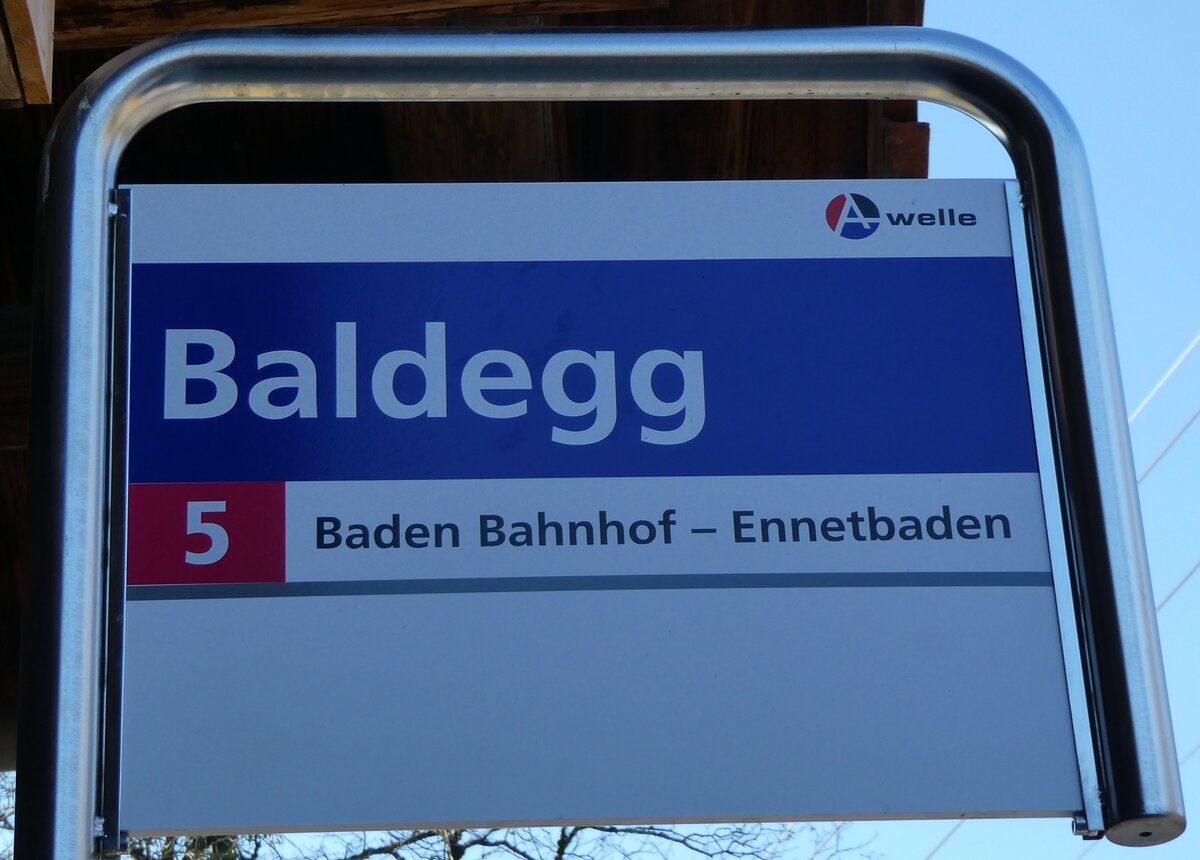 A welle
Baldegg
5 Baden Bahnhof – Ennetbaden